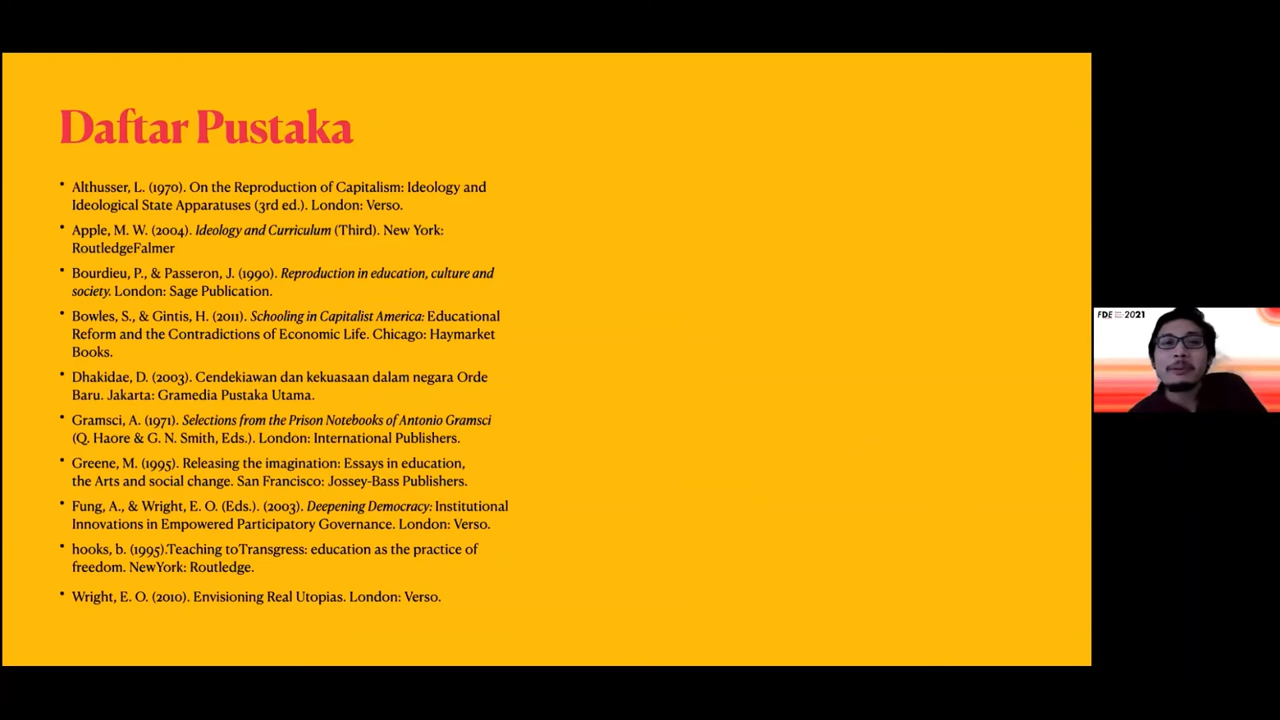 Daftar Pustaka
• Althusser, L. (1970). On the Reproduction of Capitalism: Ideology and
Ideological State Apparatuses (3rd ed.). London: Verso.
• Apple, M. W. (2004). Ideology and Curriculum (Third). New York:
RoutledgeFalmer
• Bourdieu, P., & Passeron, J. (1990). Reproduction in education, culture and
society. London: Sage Publication.
• Bowles, S., & Gintis, H. (2011). Schooling in Capitalist America: Educational
Reform and the Contradictions of Economic Life. Chicago: Haymarket
Books.
• Dhakidae, D. (2003). Cendekiawan dan kekuasaan dalam negara Orde
Baru. Jakarta: Gramedia Pustaka Utama.
• Gramsci, A. (1971). Selections from the Prison Notebooks of Antonio Gramsci
(Q. Haore & G. N. Smith, Eds.). London: International Publishers.
• Greene, M. (1995). Releasing the imagination: Essays in education,
the Arts and social change. San Francisco: Jossey-Bass Publishers.
• Fung, A., & Wright, E. O. (Eds.). (2003). Deepening Democracy: Institutional
Innovations in Empowered Participatory Governance. London: Verso.
• hooks, b. (1995).Teaching toTransgress: education as the practice of
freedom. NewYork: Routledge.
• Wright, E. O. (2010). Envisioning Real Utopias. London: Verso.
FDE 2021